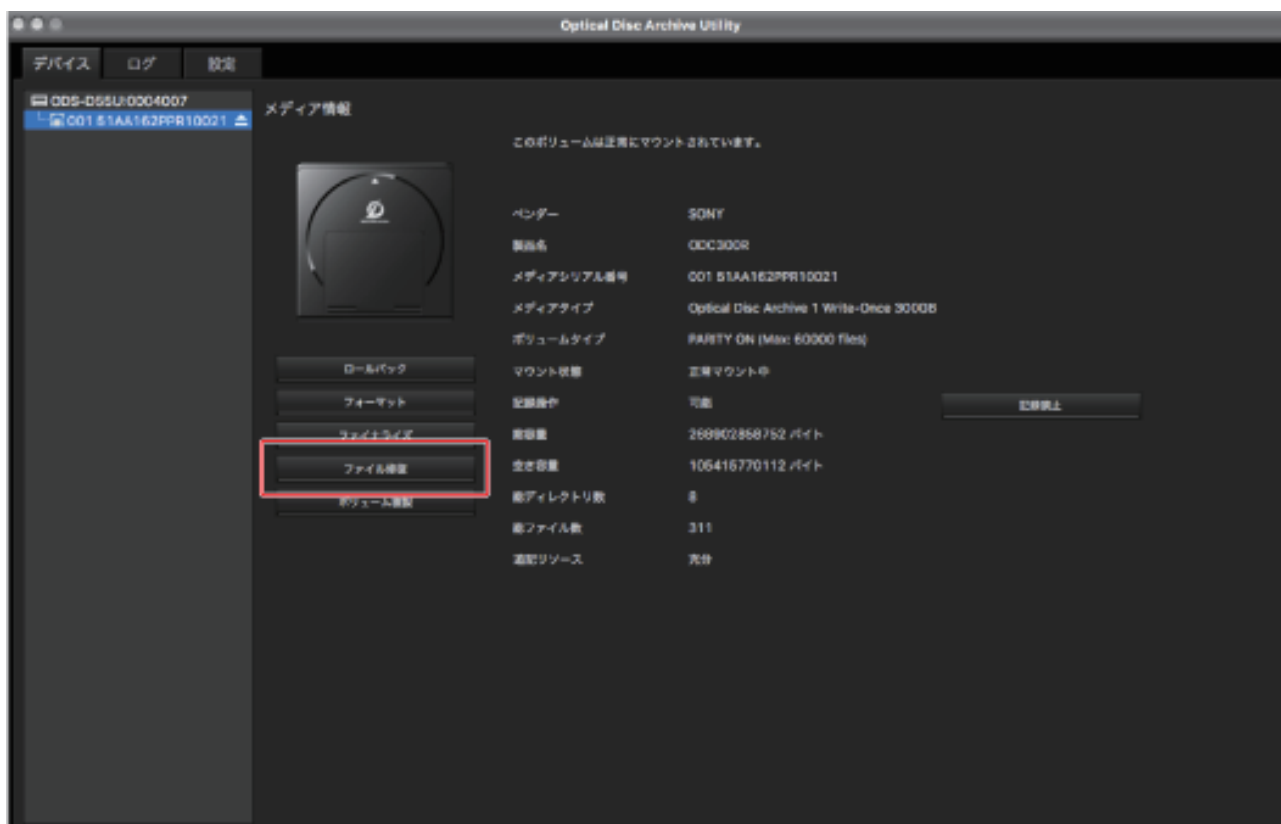 Optical Disc Archive Utility
デバイス ログ 設定
ODS-D55U:0004007
001 51AA162PPR10021
メディア情報
このボリュームは正常にマウントされています。
ベンダー SONY
製品名 ODC300R
メディアシリアル番号 001 51AA162PPR10021
メディアタイプ Optical Disc Archive 1 Write-Once 300GB
ボリュームタイプ PARITY ON (Max: 60000 files)
マウント状態 正常マウント中
記録操作 可能 記録禁止
総容量 268902858752 バイト
空き容量 105415770112 バイト
総ディレクトリ数 8
総ファイル数 311
追記リソース 充分
ロールバック
フォーマット
ファイナライズ
ファイル修復
ボリューム複製